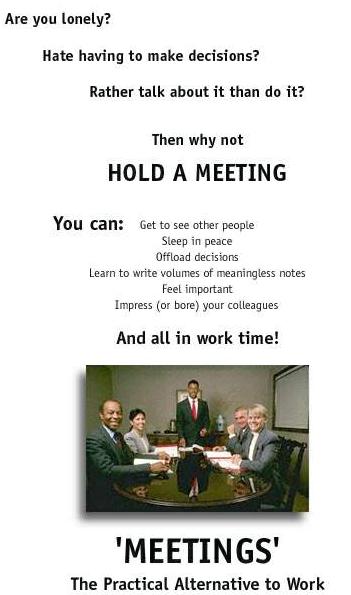 Are you lonely?
Hate having to make decisions?
Rather talk about it than do it?
Then why not
HOLD A MEETING
You can: Get to see other people
Sleep in peace
Offload decisions
Learn to write volumes of meaningless notes
Feel important
Impress (or bore) your colleagues
And all in work time!
'MEETINGS'
The Practical Alternative to Work